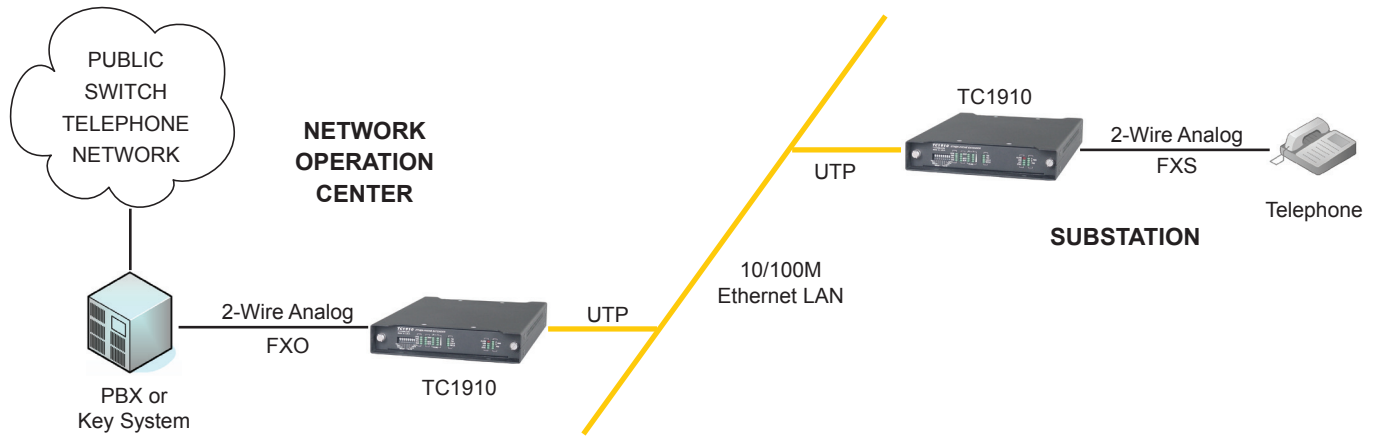 PUBLIC
SWITCH
TELEPHONE
NETWORK
NETWORK
OPERATION
CENTER
2-Wire Analog
FXO
PBX or
Key System
TC1910
UTP
10/100M
Ethernet LAN
UTP
TC1910
2-Wire Analog
FXS
Telephone
SUBSTATION